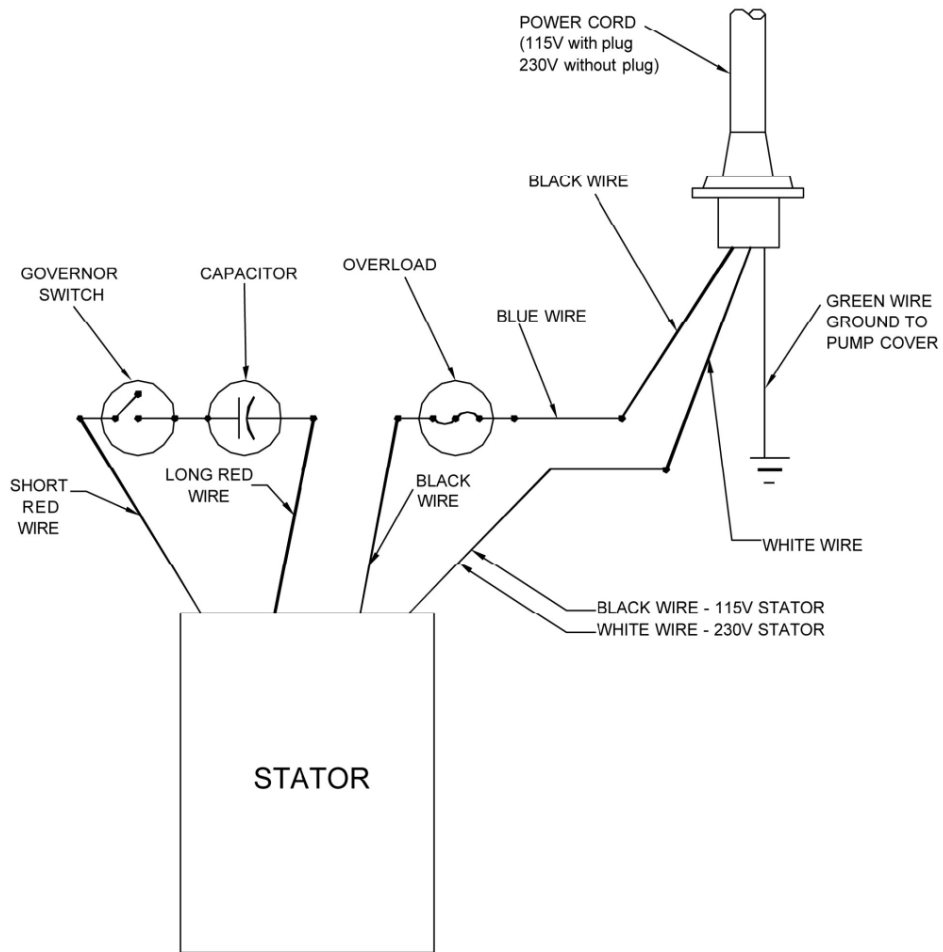 POWER CORD
(115V with plug
230V without plug)
BLACK WIRE
GOVERNOR
SWITCH
CAPACITOR
OVERLOAD
BLUE WIRE
GREEN WIRE
GROUND TO
PUMP COVER
SHORT
RED
WIRE
LONG RED
WIRE
BLACK
WIRE
WHITE WIRE
BLACK WIRE - 115V STATOR
WHITE WIRE - 230V STATOR
STATOR